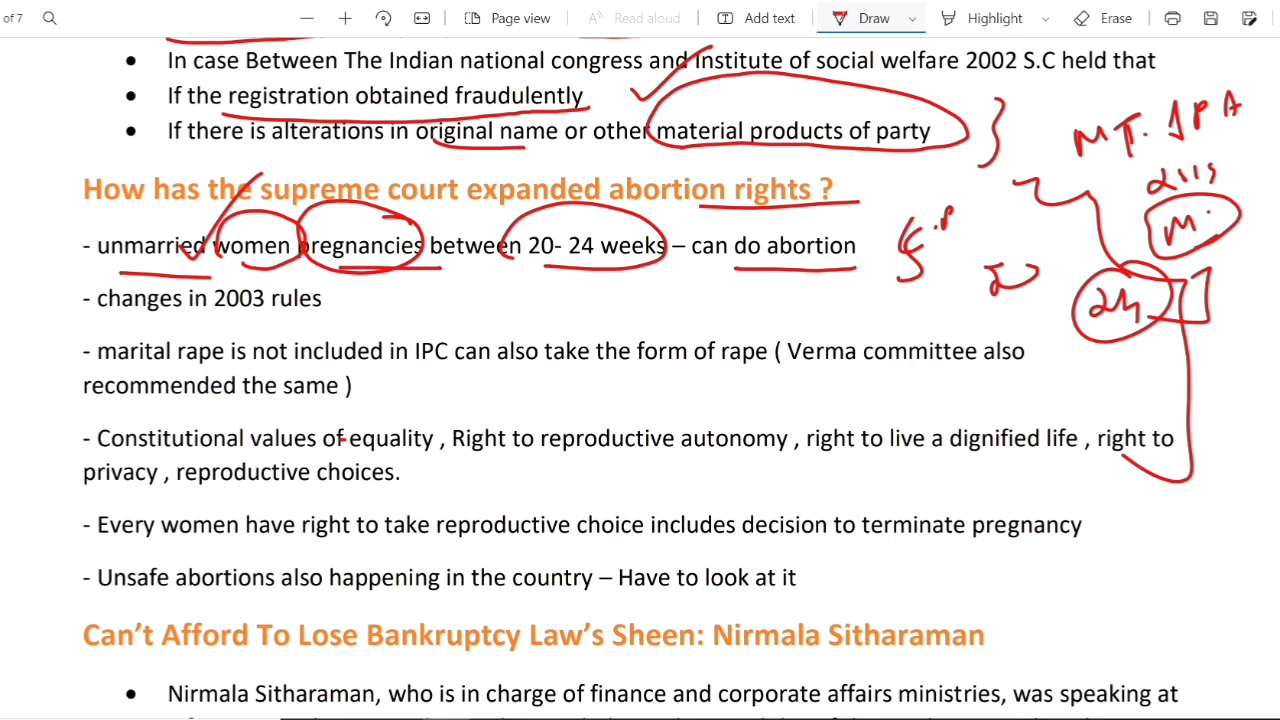 of 7 Page view Read aloud Add text Draw Highlight Erase
In case Between The Indian national congress and Institute of social welfare 2002 S.C held that
If the registration obtained fraudulently
If there is alterations in original name or other material products of party
How has the supreme court expanded abortion rights ?
- unmarried women pregnancies between 20- 24 weeks – can do abortion
- changes in 2003 rules
- marital rape is not included in IPC can also take the form of rape ( Verma committee also
recommended the same )
- Constitutional values of equality , Right to reproductive autonomy , right to live a dignified life , right to
privacy , reproductive choices.
- Every women have right to take reproductive choice includes decision to terminate pregnancy
- Unsafe abortions also happening in the country – Have to look at it
Can't Afford To Lose Bankruptcy Law's Sheen: Nirmala Sitharaman
Nirmala Sitharaman, who is in charge of finance and corporate affairs ministries, was speaking at
M
24